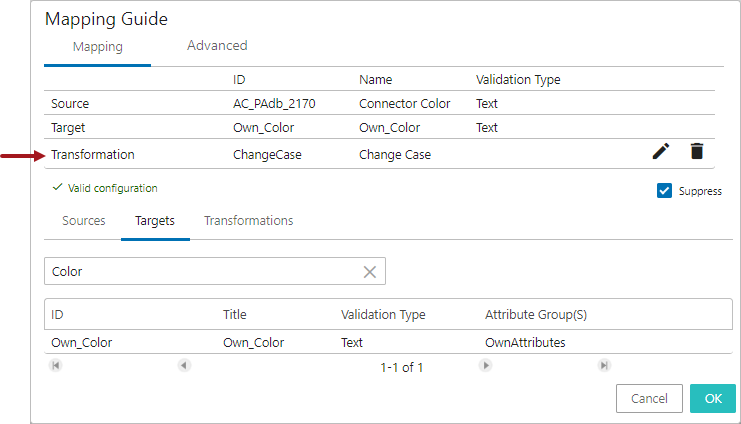 Mapping Guide
Mapping Advanced
ID Name Validation Type
Source AC_PAdb_2170 Connector Color Text
Target Own_Color Own_Color Text
Transformation ChangeCase Change Case
Valid configuration Suppress
Sources Targets Transformations
Color
ID Title Validation Type Attribute Group(S)
Own_Color Own_Color Text OwnAttributes
1-1 of 1
Cancel OK